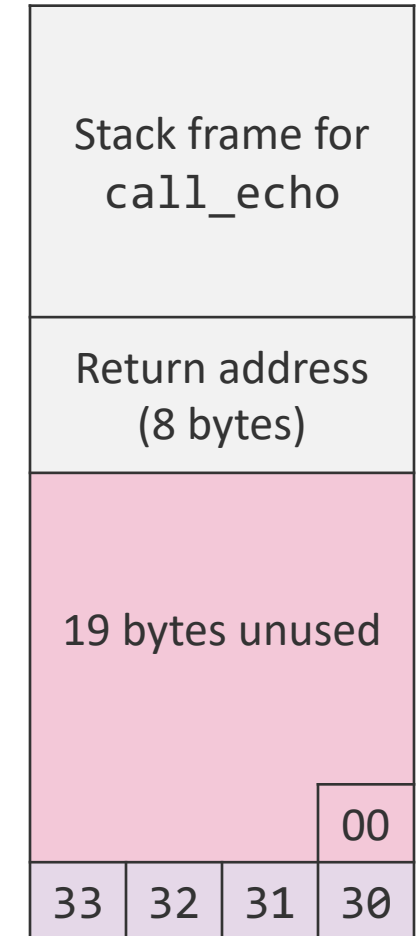 Stack frame for
call_echo
Return address
(8 bytes)
19 bytes unused
00
33 32 31 30